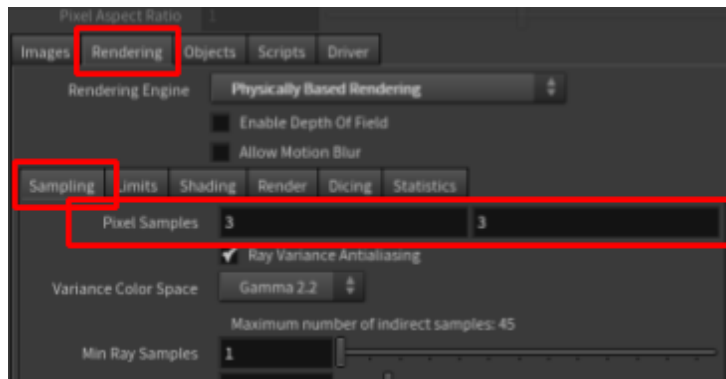 Pixel Aspect Ratio 1
Images Rendering Objects Scripts Driver
Rendering Engine Physically Based Rendering
Enable Depth Of Field
Allow Motion Blur
Sampling Limits Shading Render Dicing Statistics
Pixel Samples 3 3
Ray Variance Antialiasing
Variance Color Space Gamma 2.2
Maximum number of indirect samples: 45
Min Ray Samples 1